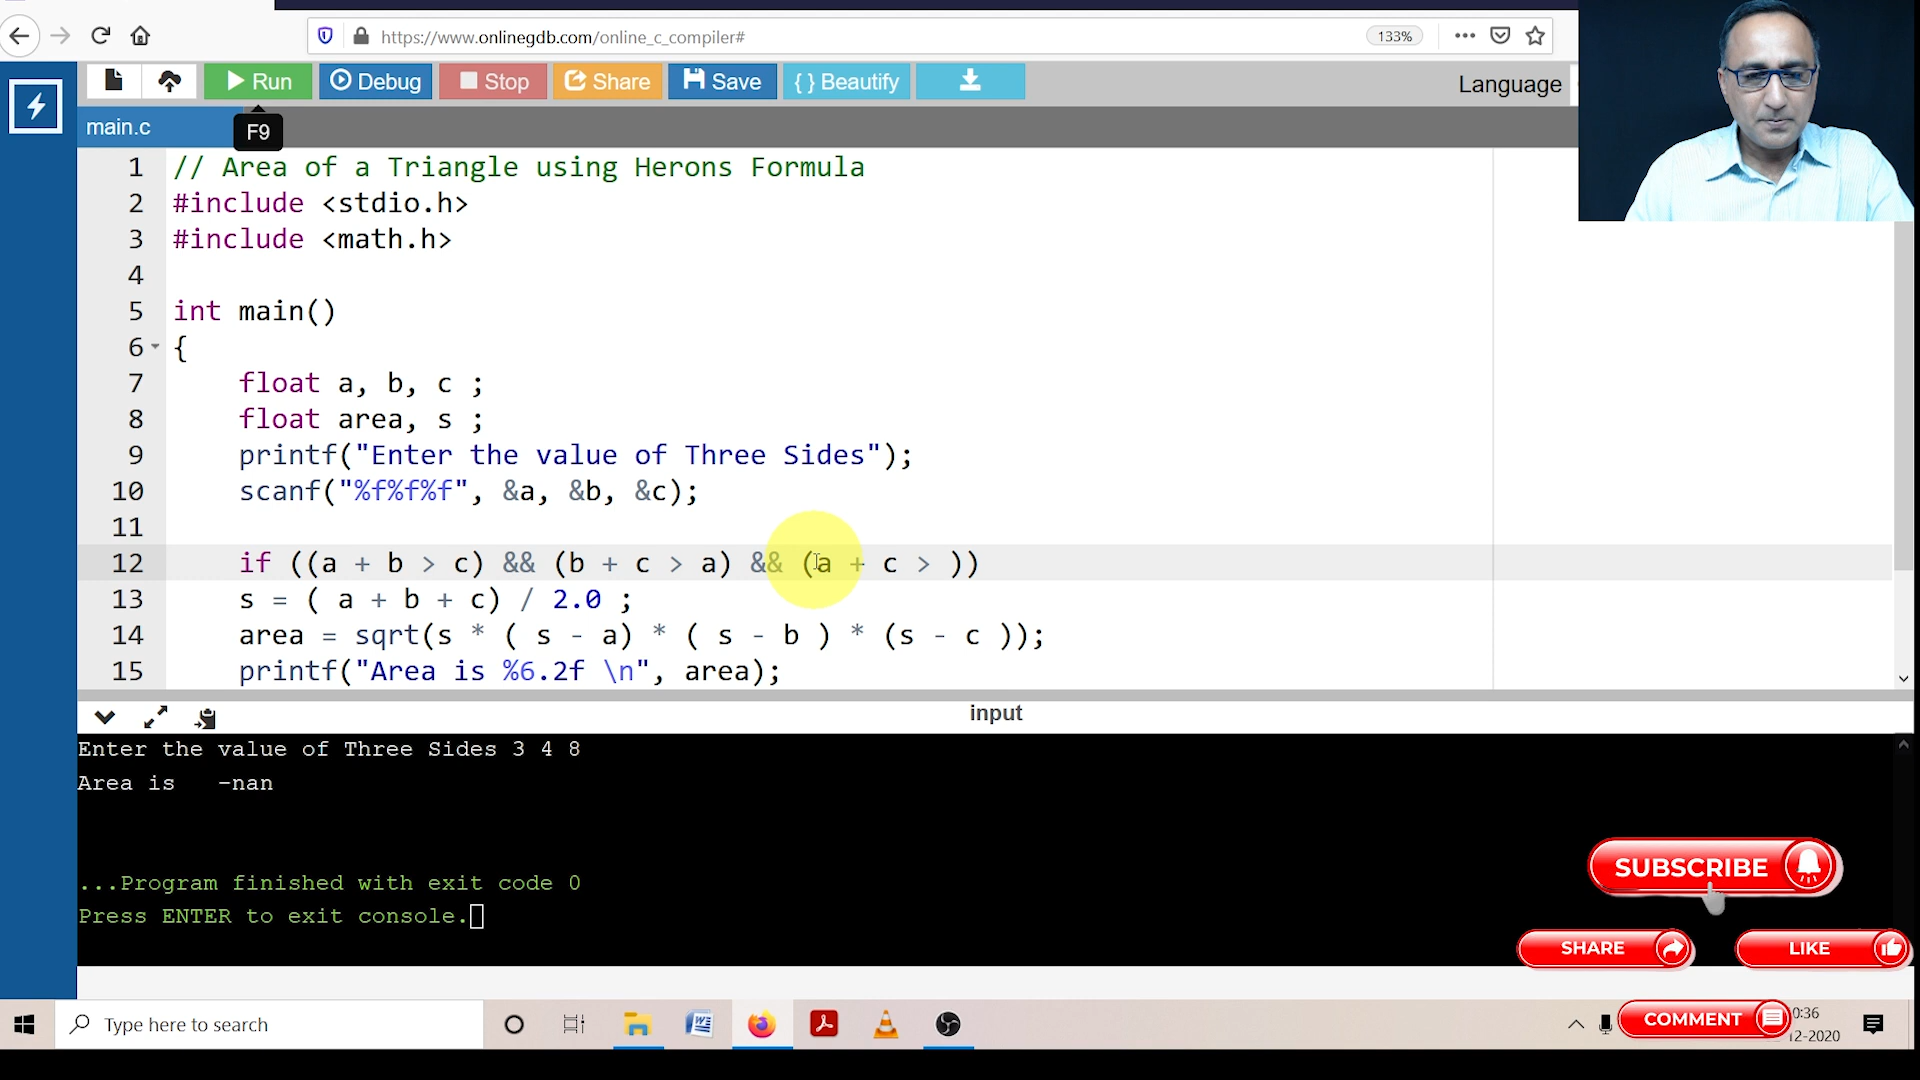 https://www.onlinegdb.com/online_c_compiler#
133%
Run
Debug
Stop
Share
Save
{ } Beautify
Language
main.c
F9
1 // Area of a Triangle using Herons Formula
2 #include <stdio.h>
3 #include <math.h>
4
5 int main()
6 {
7 float a, b, c ;
8 float area, s ;
9 printf("Enter the value of Three Sides");
10 scanf("%f%f%f", &a, &b, &c);
11
12 if ((a + b > c) && (b + c > a) && (a + c > ))
13 s = ( a + b + c) / 2.0 ;
14 area = sqrt(s * ( s - a) * ( s - b ) * (s - c ));
15 printf("Area is %6.2f \n", area);
input
Enter the value of Three Sides 3 4 8
Area is -nan
...Program finished with exit code 0
Press ENTER to exit console.
SUBSCRIBE
SHARE
LIKE
Type here to search
COMMENT
0:36
12-2020